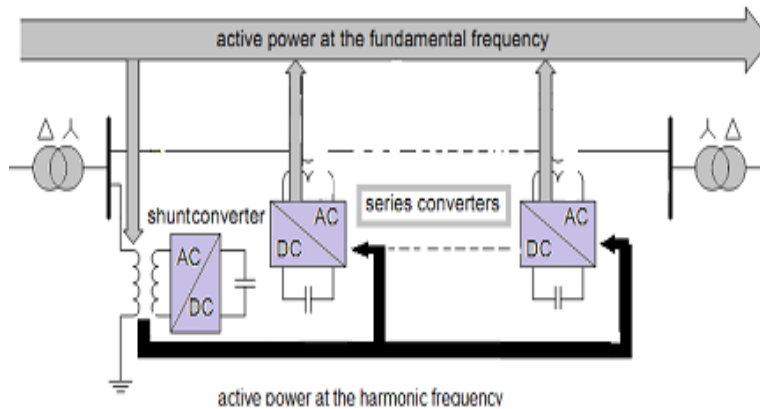 active power at the fundamental frequency
Δ Y
Y Δ
shuntconverter
series converters
AC
DC
AC
DC
AC
DC
active power at the harmonic frequency